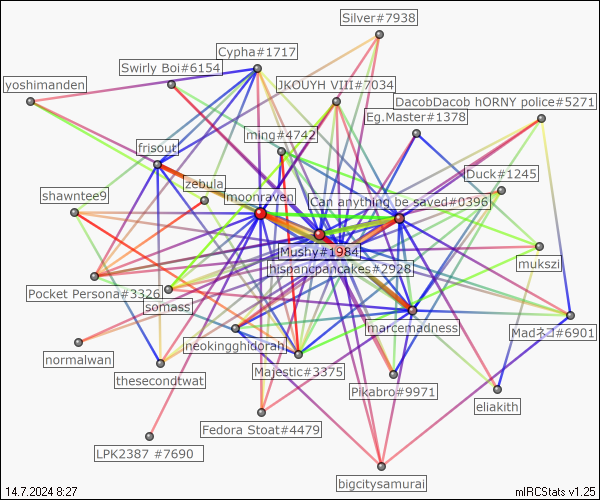 Silver#7938
Cypha#1717
Swirly Boi#6154
yoshimanden
JKOUYH VIII#7034
DacobDacob hORNY police#5271
Eg.Master#1378
ming#4742
frisout
Duck#1245
zebula
shawntee9
moonraven
Can anything be saved#0396
Mushy#1984
mukszi
hispancpancakes#2928
Pocket Persona#3326
somass
marcemadness
Madネコ#6901
neokingghidorah
normalwan
Majestic#3375
thesecondtwat
Pikabro#9971
eliakith
Fedora Stoat#4479
LPK2387 #7690
bigcitysamurai
14.7.2024 8:27
mIRCStats v1.25